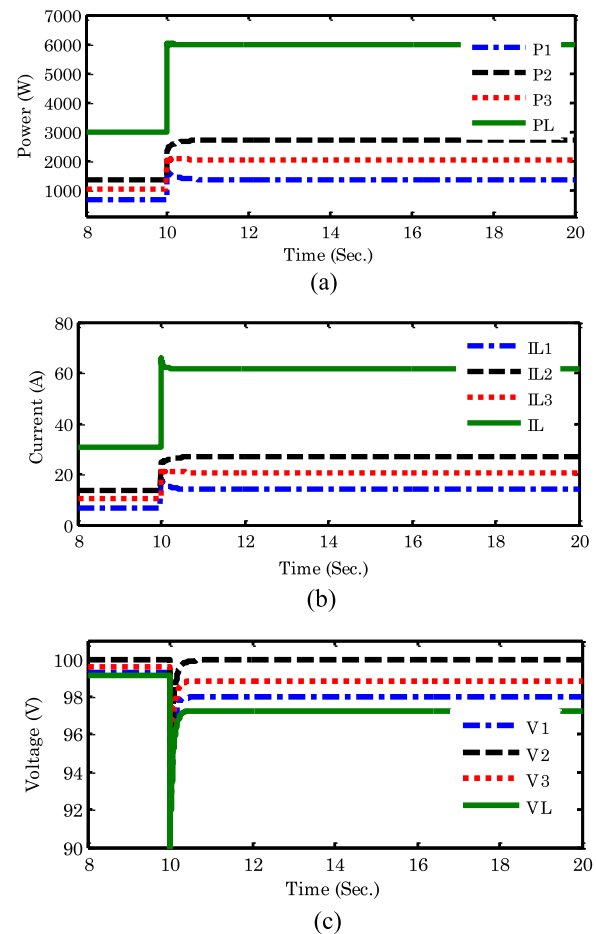 7000
6000
5000
4000
3000
2000
1000
Power (W)
P1
P2
P3
PL
8 10 12 14 16 18 20
Time (Sec.)
(a)
80
60
40
20
0
Current (A)
IL1
IL2
IL3
IL
8 10 12 14 16 18 20
Time (Sec.)
(b)
100
98
96
94
92
90
Voltage (V)
V1
V2
V3
VL
8 10 12 14 16 18 20
Time (Sec.)
(c)